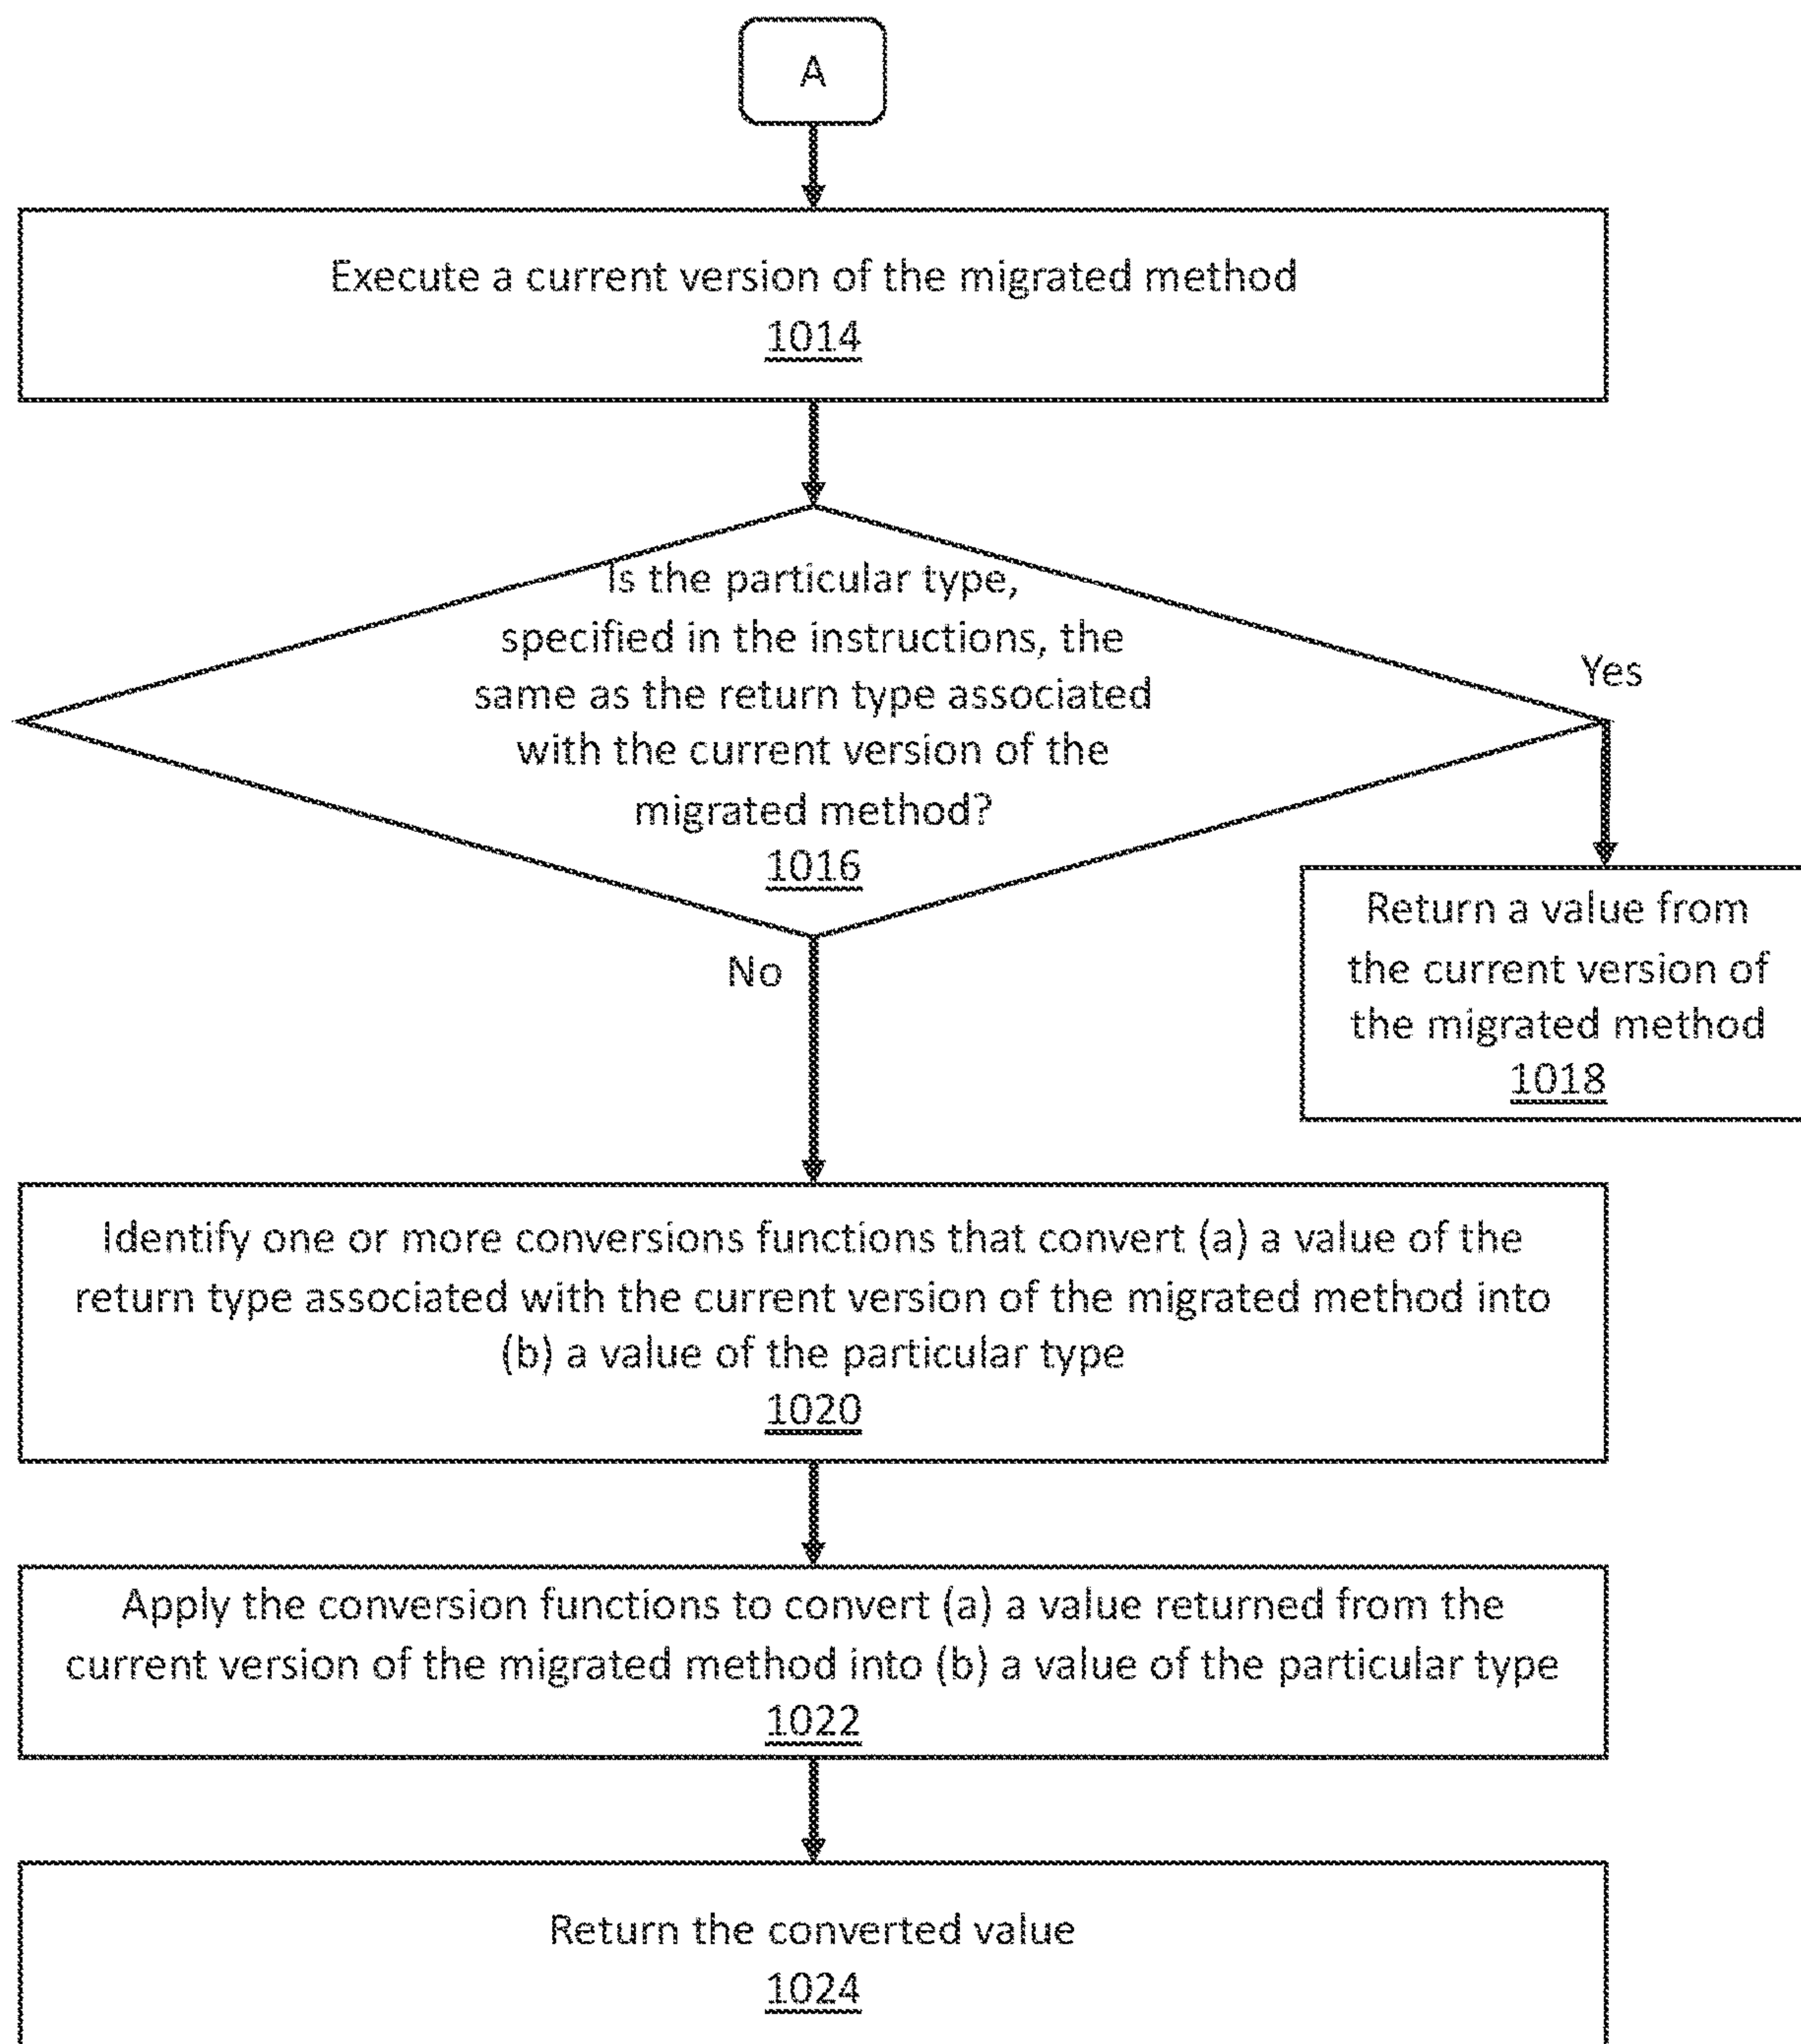 A
Execute a current version of the migrated method
1014
Is the particular type,
specified in the instructions, the
same as the return type associated
with the current version of the
migrated method?
1016
Yes
No
Return a value from
the current version of
the migrated method
1018
Identify one or more conversions functions that convert (a) a value of the
return type associated with the current version of the migrated method into
(b) a value of the particular type
1020
Apply the conversion functions to convert (a) a value returned from the
current version of the migrated method into (b) a value of the particular type
1022
Return the converted value
1024